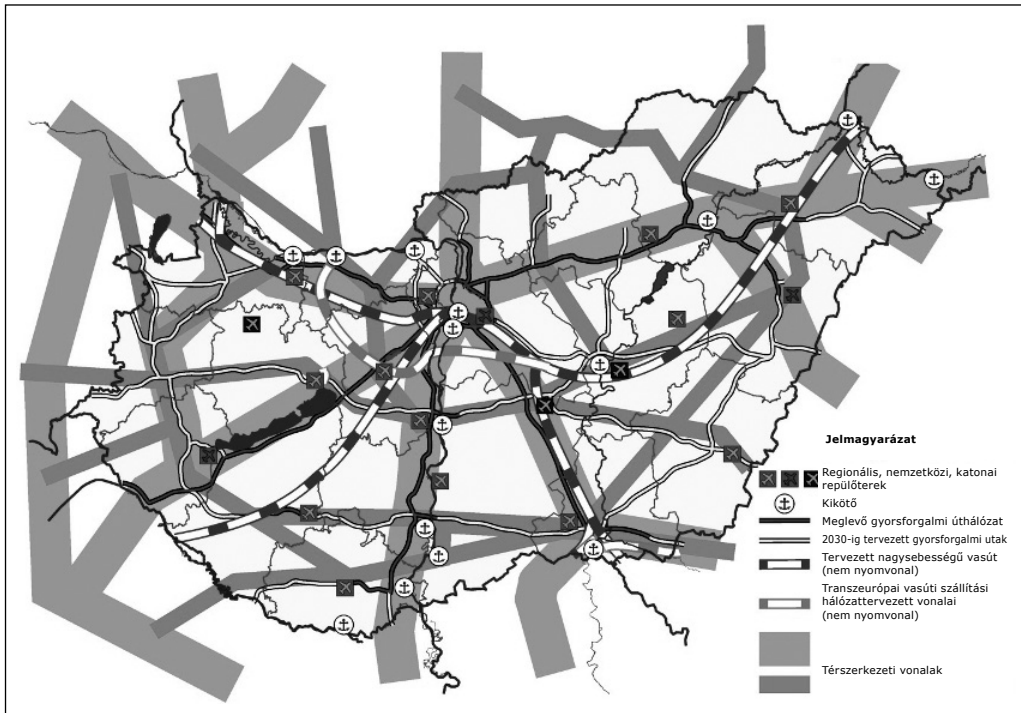 Jelmagyarázat
Regionális, nemzetközi, katonai
repülőterek
Kikötő
Meglevő gyorsforgalmi úthálózat
2030-ig tervezett gyorsforgalmi utak
Tervezett nagysebességű vasút
(nem nyomvonal)
Transzeurópai vasúti szállítási
hálózattervezett vonalai
(nem nyomvonal)
Térszerkezeti vonalak